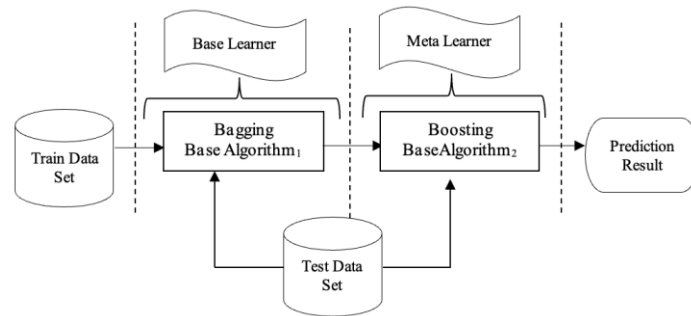 Base Learner
Meta Learner
Train Data
Set
Bagging
Base Algorithm₁
Boosting
BaseAlgorithm₂
Prediction
Result
Test Data
Set